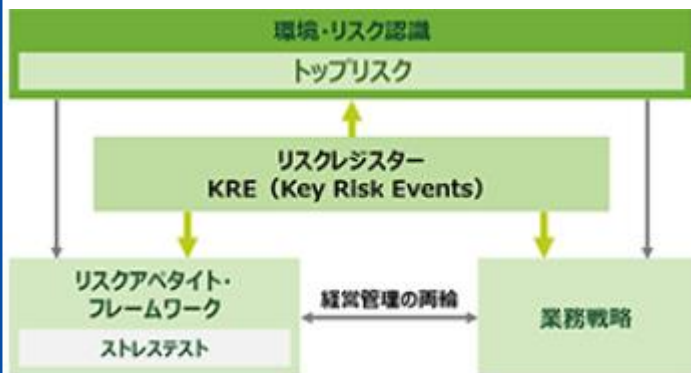 環境・リスク認識
トップリスク
リスクレジスター
KRE（Key Risk Events）
リスクアペタイト・
フレームワーク
ストレステスト
経営管理の両輪
業務戦略